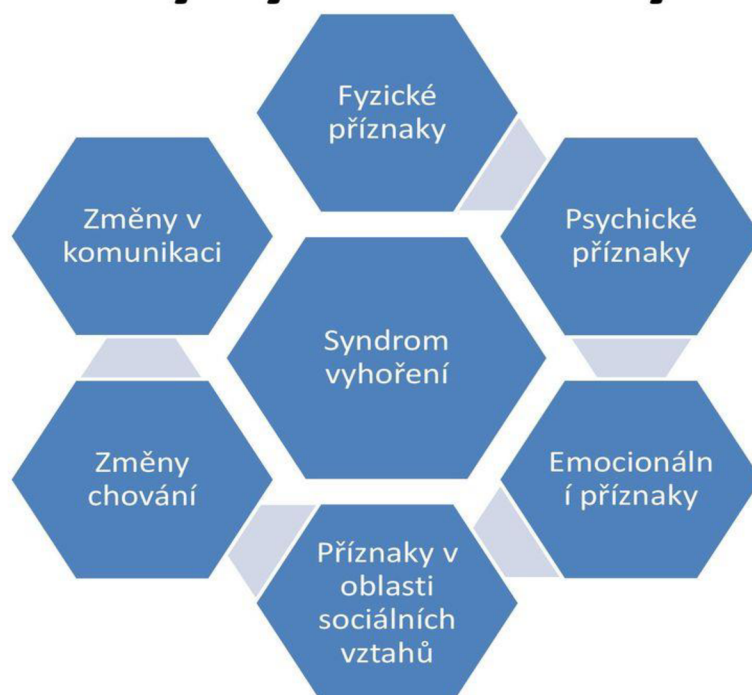 Fyzické
příznaky
Psychické
příznaky
Emocionáln
í příznaky
Příznaky v
oblasti
sociálních
vztahů
Změny
chování
Změny v
komunikaci
Syndrom
vyhoření